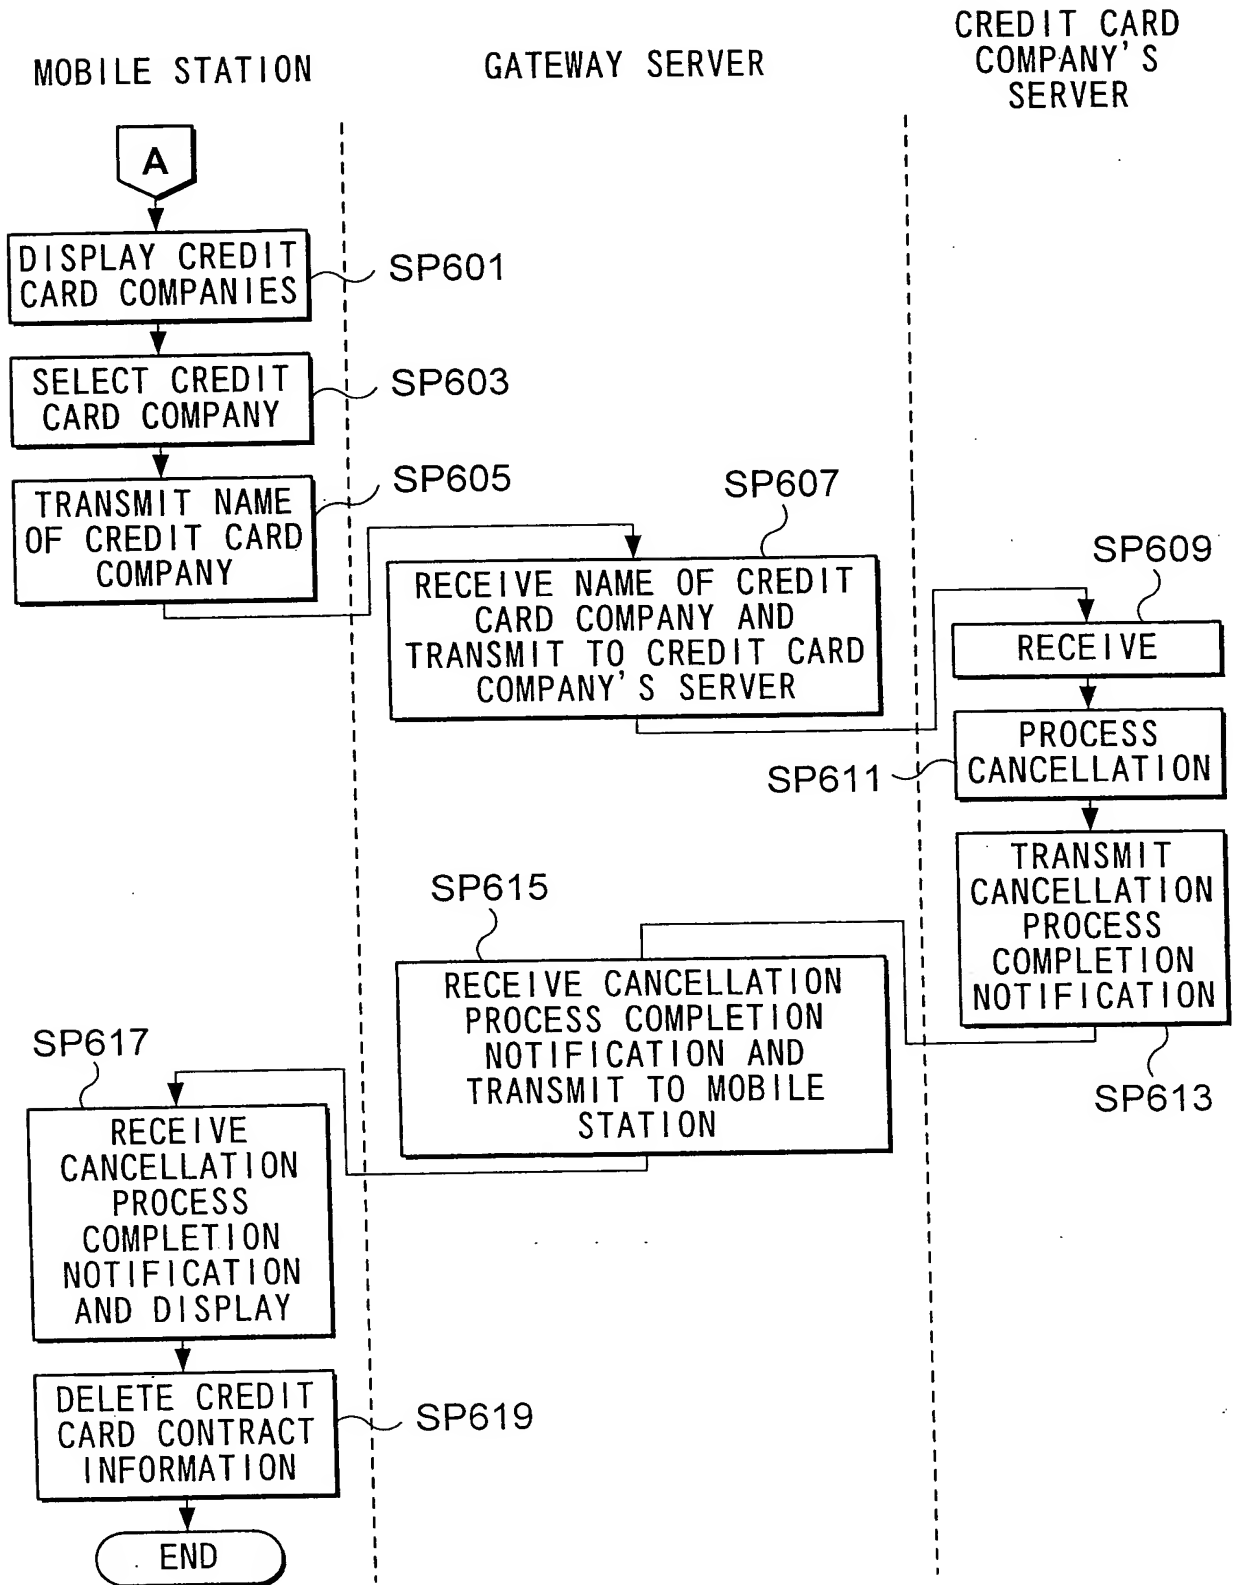 MOBILE STATION
GATEWAY SERVER
CREDIT CARD
COMPANY'S
SERVER
A
DISPLAY CREDIT
CARD COMPANIES
SP601
SELECT CREDIT
CARD COMPANY
SP603
TRANSMIT NAME
OF CREDIT CARD
COMPANY
SP605
SP607
RECEIVE NAME OF CREDIT
CARD COMPANY AND
TRANSMIT TO CREDIT CARD
COMPANY'S SERVER
SP609
RECEIVE
PROCESS
CANCELLATION
SP611
TRANSMIT
CANCELLATION
PROCESS
COMPLETION
NOTIFICATION
SP613
SP615
RECEIVE CANCELLATION
PROCESS COMPLETION
NOTIFICATION AND
TRANSMIT TO MOBILE
STATION
SP617
RECEIVE
CANCELLATION
PROCESS
COMPLETION
NOTIFICATION
AND DISPLAY
DELETE CREDIT
CARD CONTRACT
INFORMATION
SP619
END